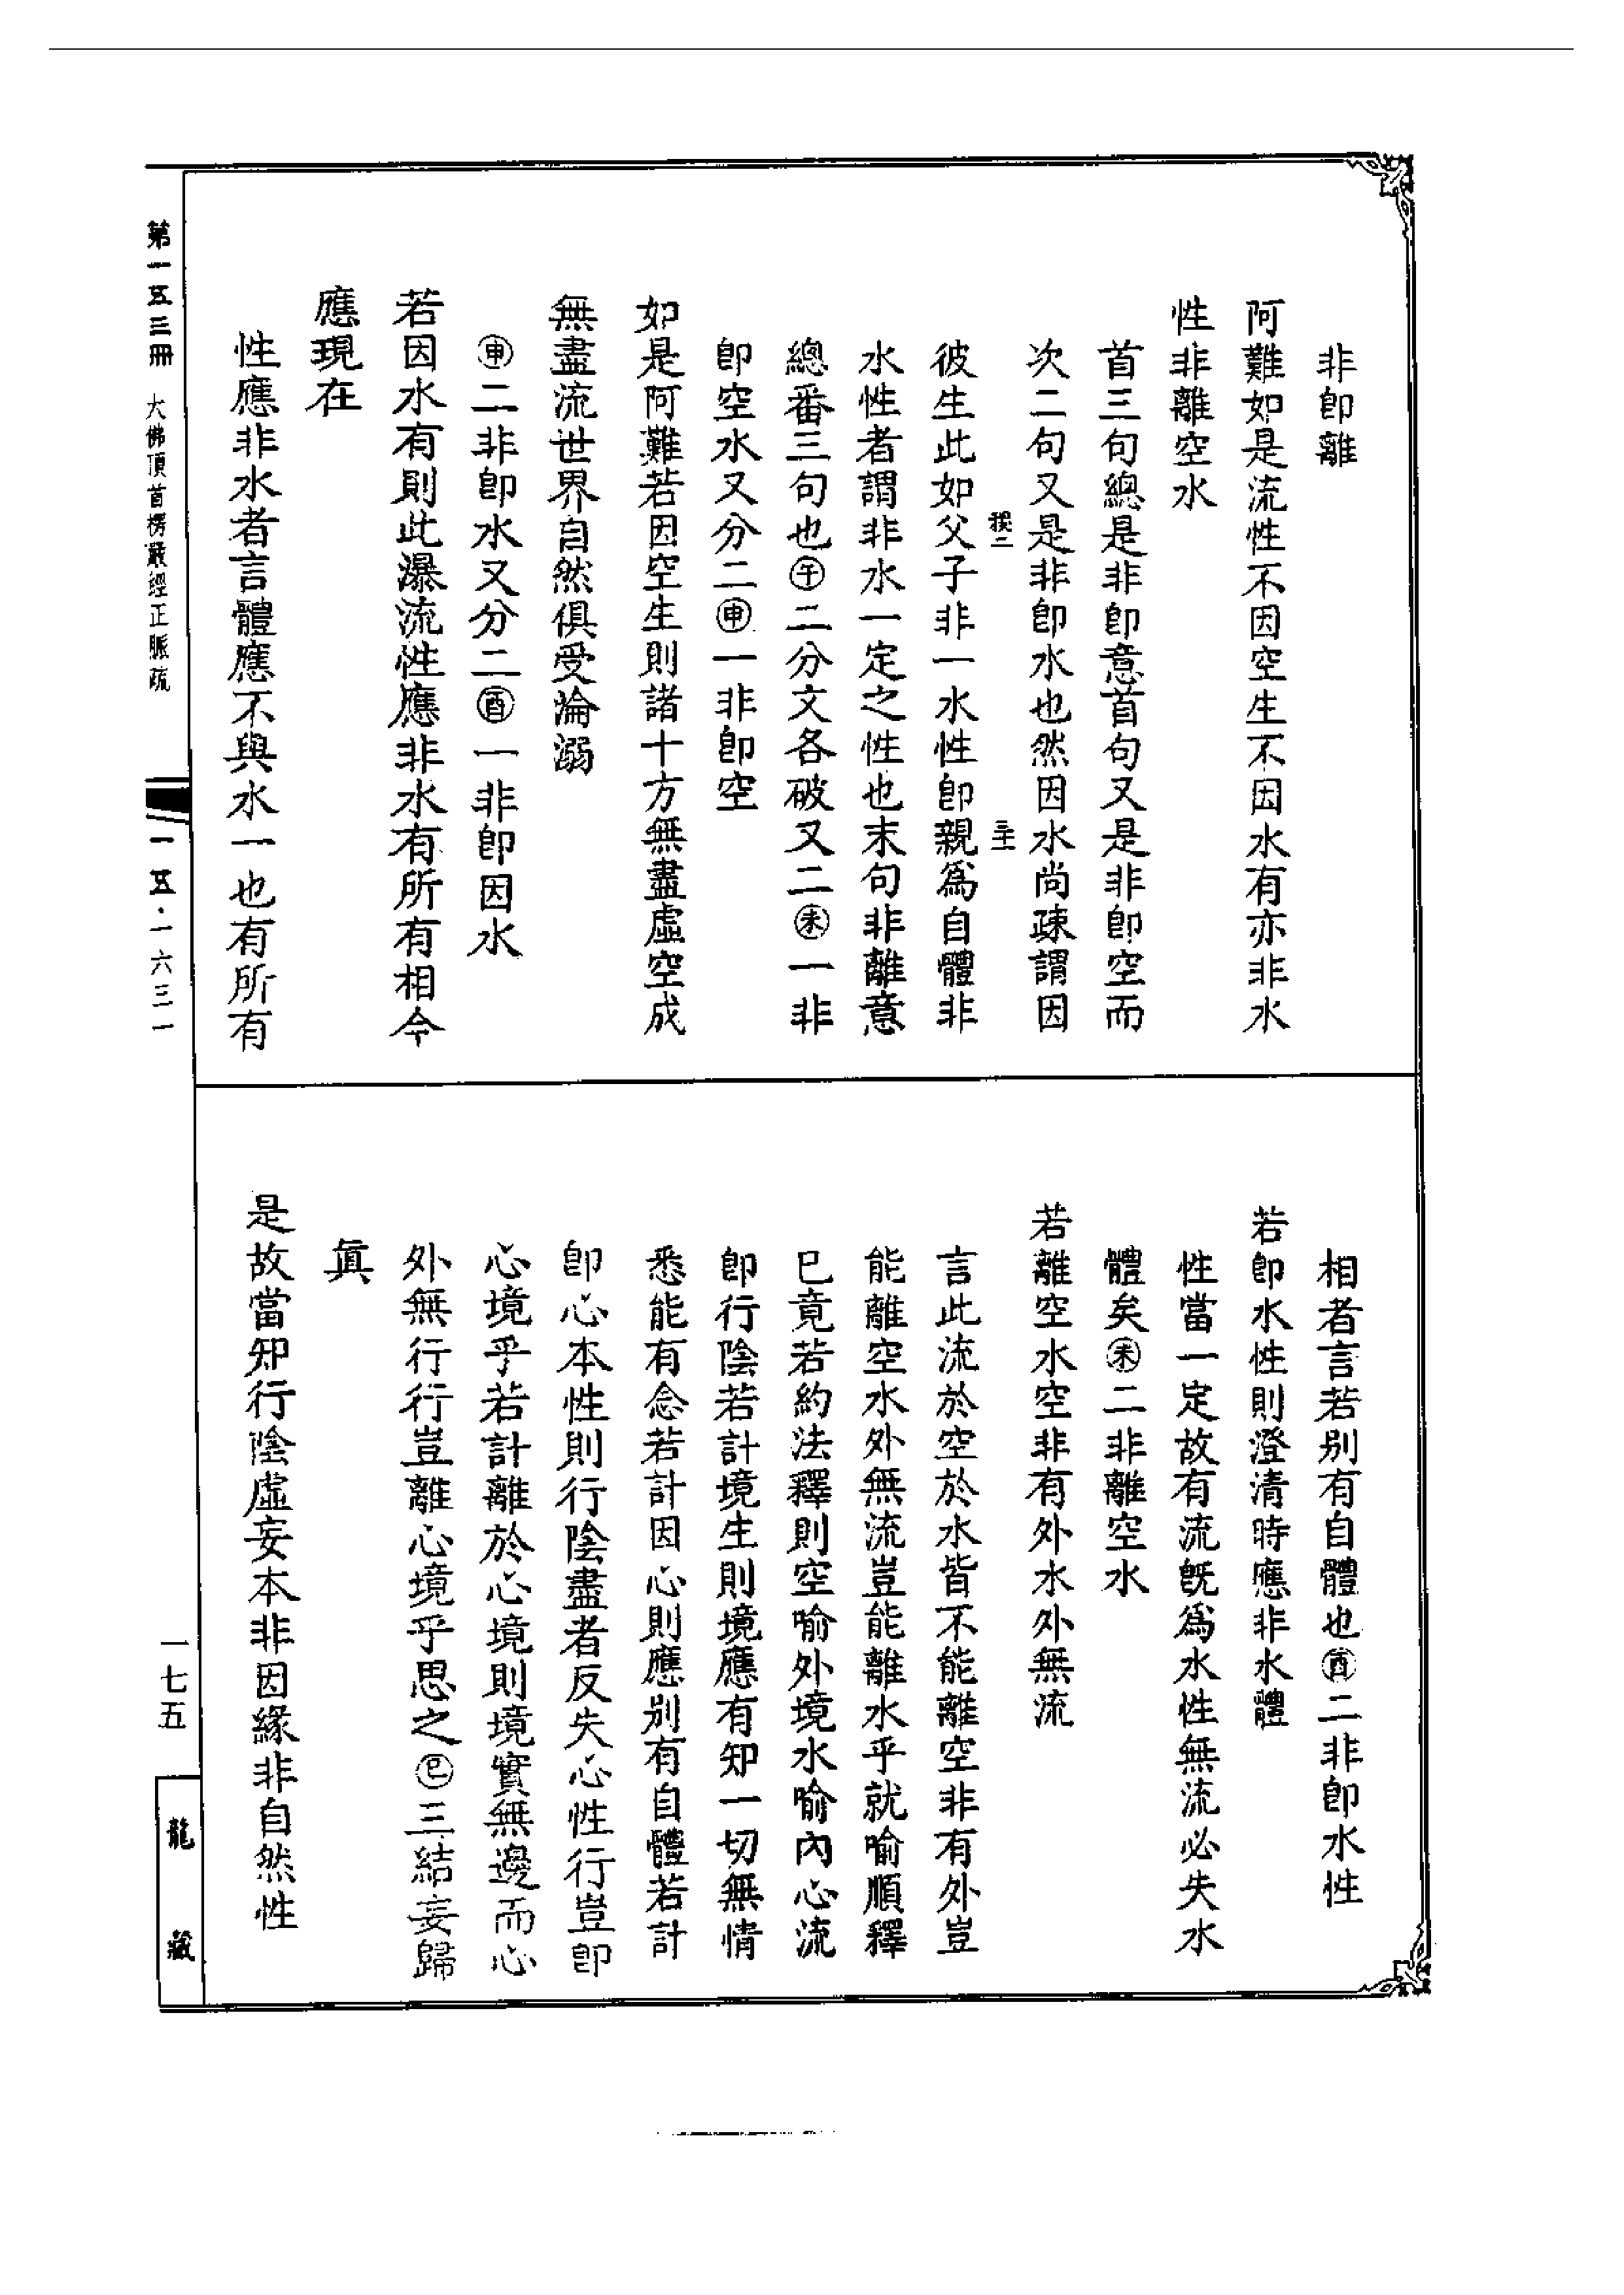 非卽離
阿難如是流性不因空生不因水有亦非水
性非離空水
首三句總是非卽意首句又是非卽空而
次二句又是非卽水也然因水尚疎謂因
三十一
彼生此如父子非一水性卽親爲自體非
水性者謂非水一定之性也末句非離意
總番三句也㊉二分文各破又二㊍一非
卽空水又分二㊥一非卽空
如是阿難若因空生則諸十方無盡虛空成
無盡流世界自然俱受淪溺
㊥二非卽水又分二㊒一非卽因水
若因水有則此瀑流性應非水有所有相今
應現在
性應非水者言體應不與水一也有所有
相者言若别有自體也㊒二非卽水性
若卽水性則澄清時應非水體
性當一定故有流旣爲水性無流必失水
體矣㊍二非離空水
若離空水空非有外水外無流
言此流於空於水皆不能離空非有外豈
能離空水外無流豈能離水乎就喻順釋
巳竟若約法釋則空喻外境水喻內心流
卽行陰若計境生則境應有知一切無情
悉能有念若計因心則應别有自體若計
卽心本性則行陰盡者反失心性行豈卽
心境乎若計離於心境則境實無邊而心
外無行行豈離心境乎思之㊂三結妄歸
眞
是故當知行陰虛妄本非因緣非自然性
第一五三冊 大佛頂首楞嚴經正脈疏
一五·一六三一
一七五
龍藏